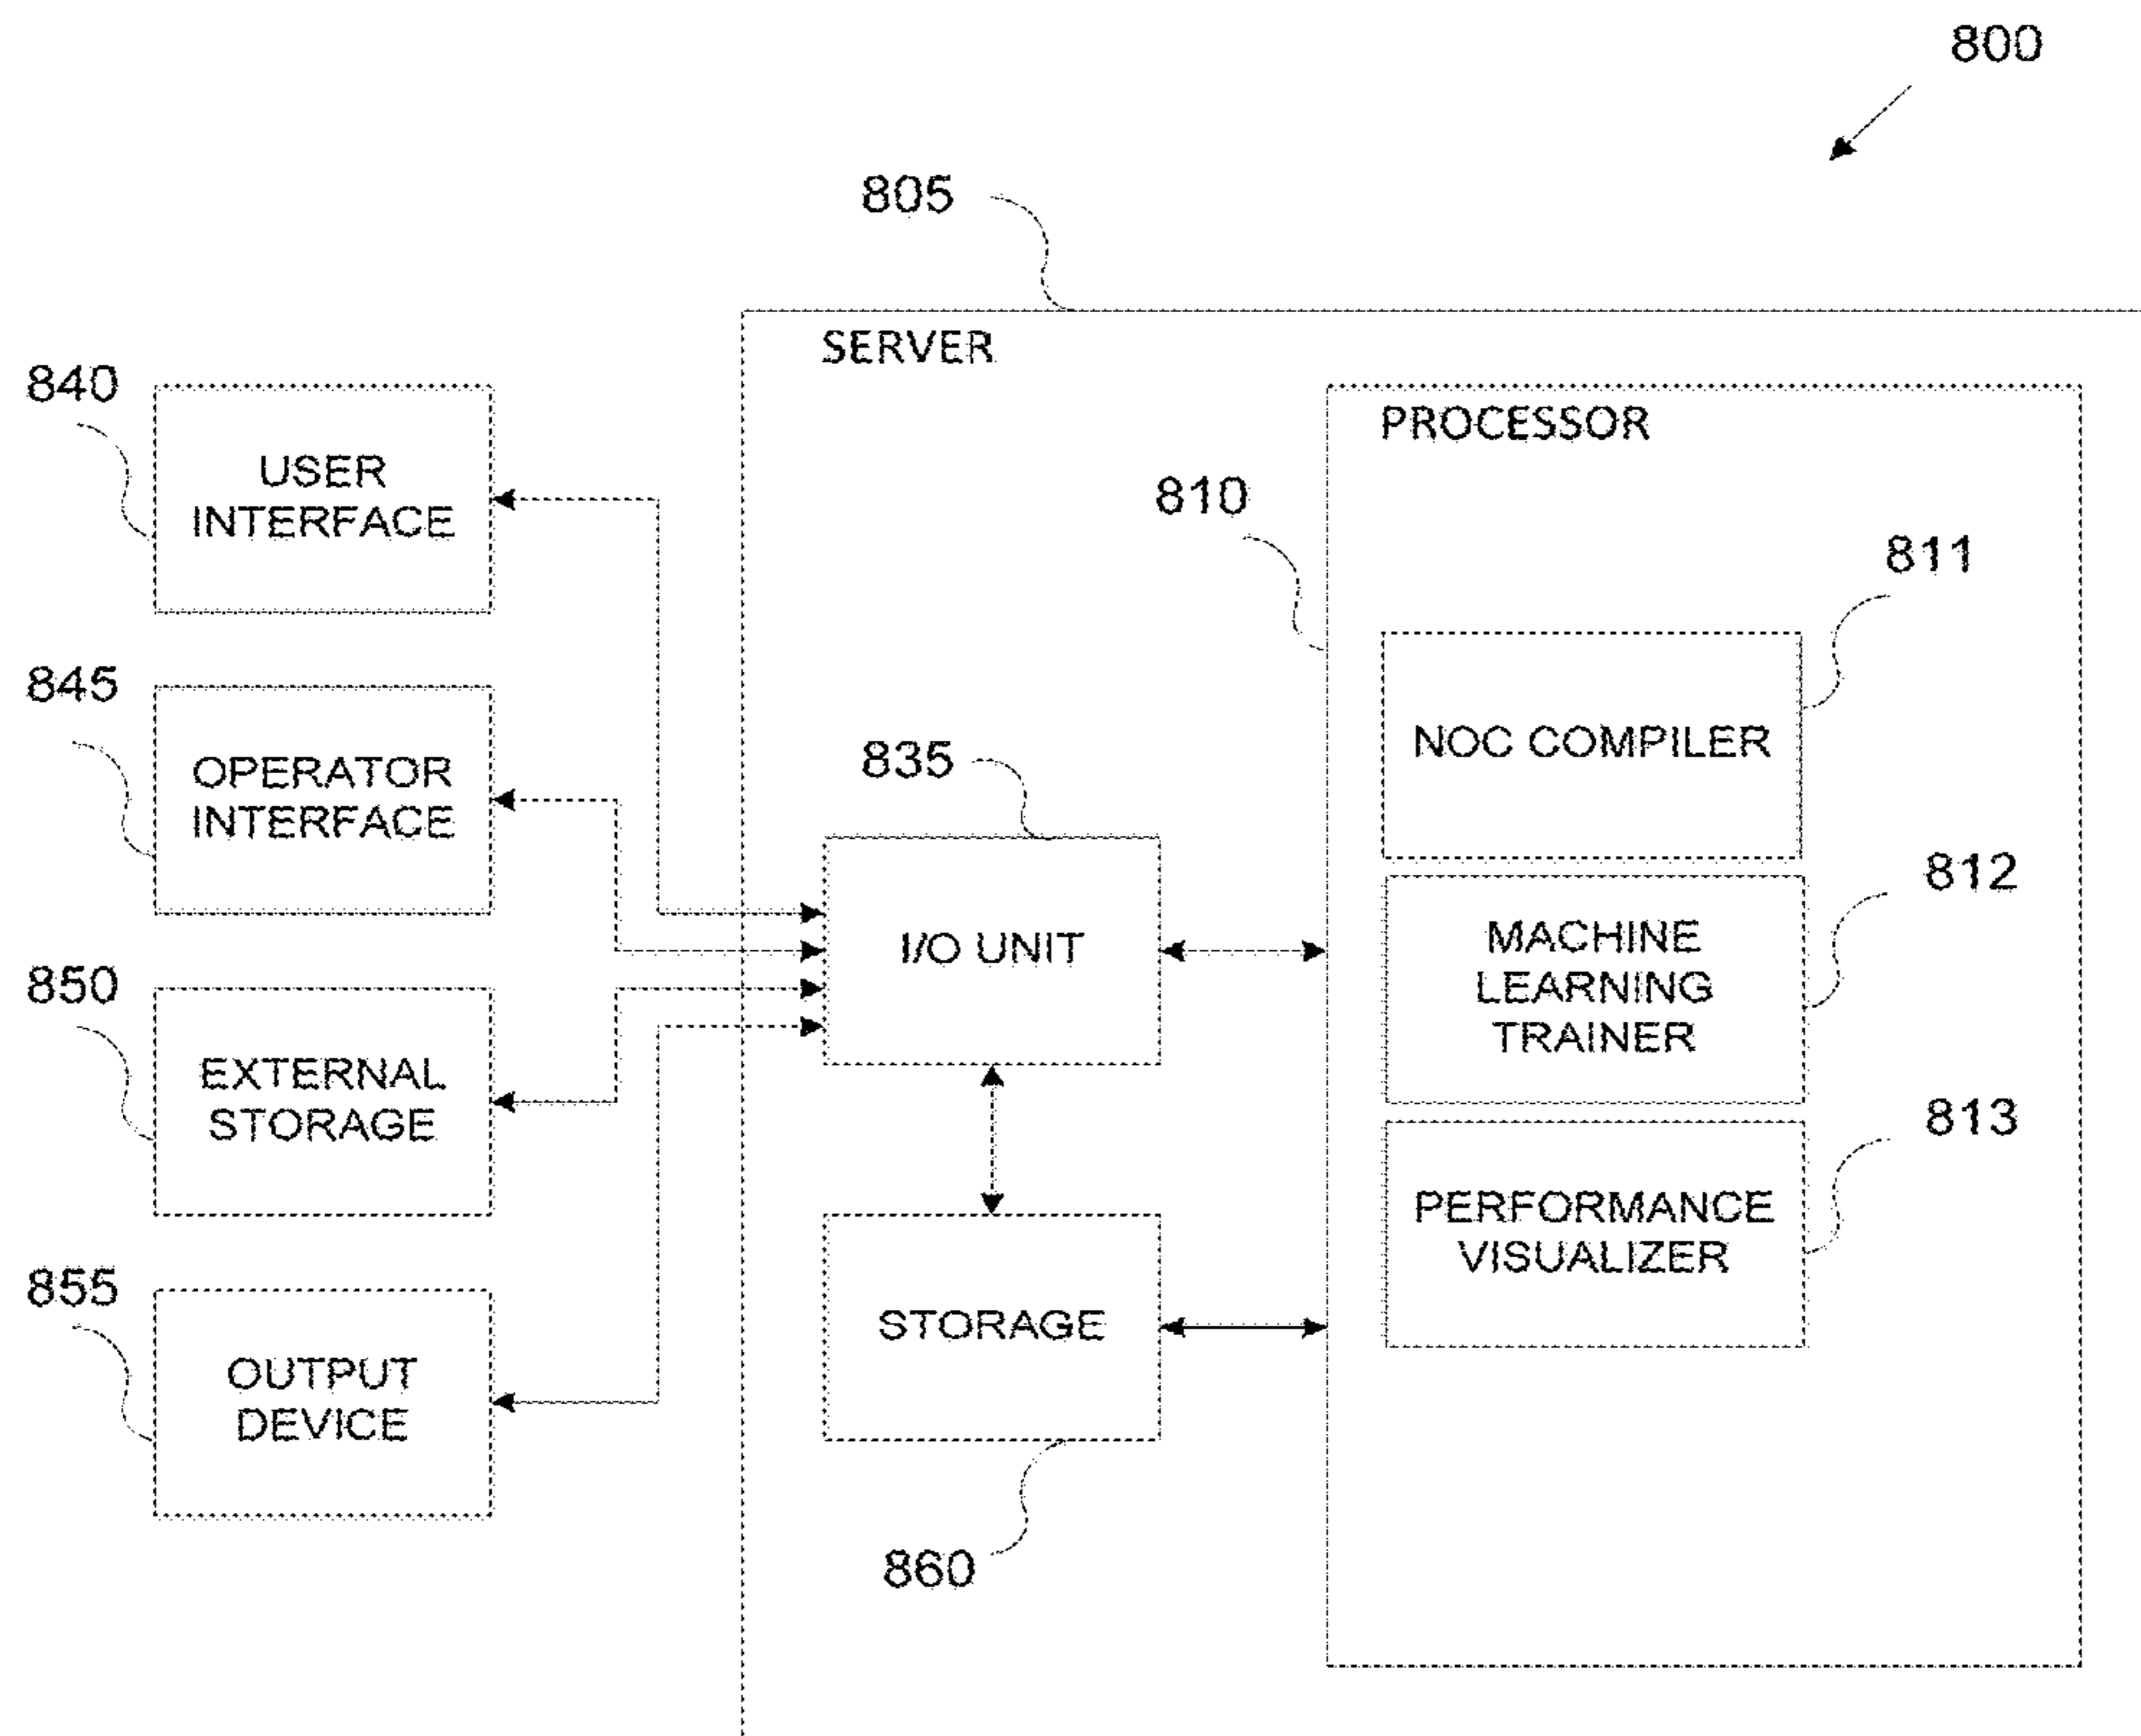 800
805
SERVER
840
USER
INTERFACE
PROCESSOR
810
811
NOC COMPILER
845
OPERATOR
INTERFACE
835
I/O UNIT
812
MACHINE
LEARNING
TRAINER
850
EXTERNAL
STORAGE
813
PERFORMANCE
VISUALIZER
855
OUTPUT
DEVICE
STORAGE
860